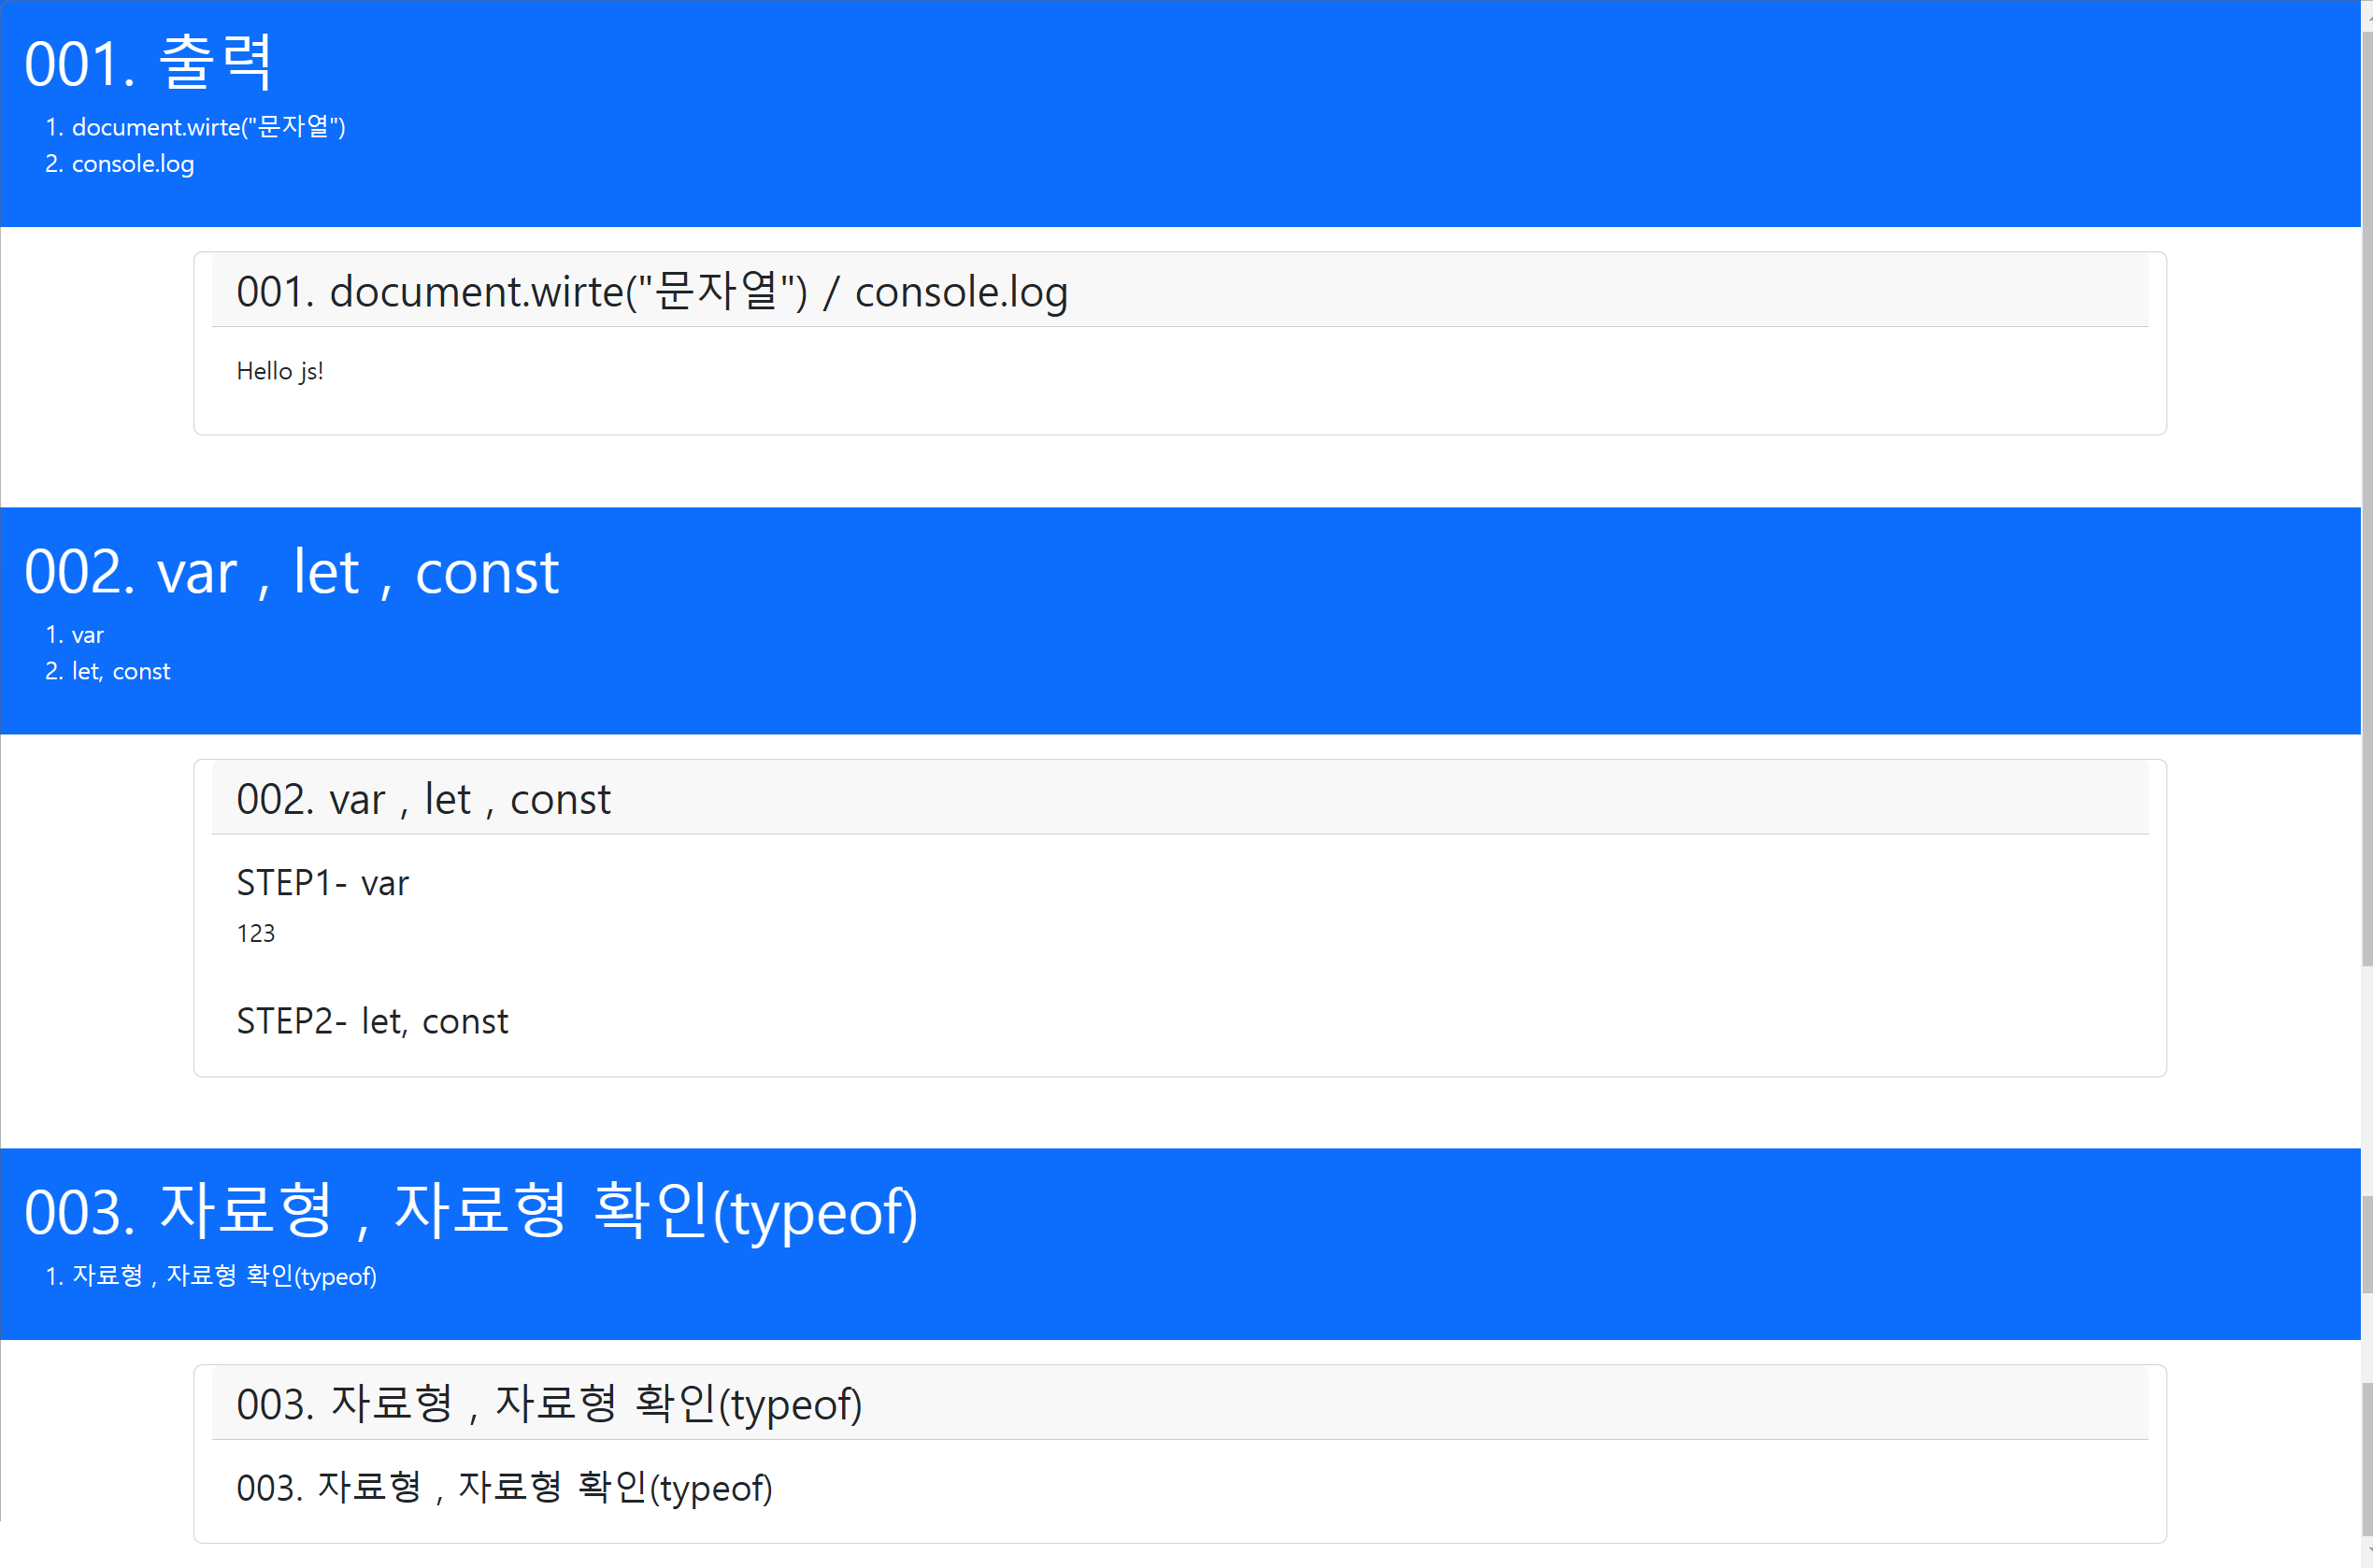 001. 출력
1. document.wirte("문자열")
2. console.log
001. document.wirte("문자열") / console.log
Hello js!
002. var , let , const
1. var
2. let, const
002. var , let , const
STEP1- var
123
STEP2- let, const
003. 자료형 , 자료형 확인(typeof)
1. 자료형 , 자료형 확인(typeof)
003. 자료형 , 자료형 확인(typeof)
003. 자료형 , 자료형 확인(typeof)